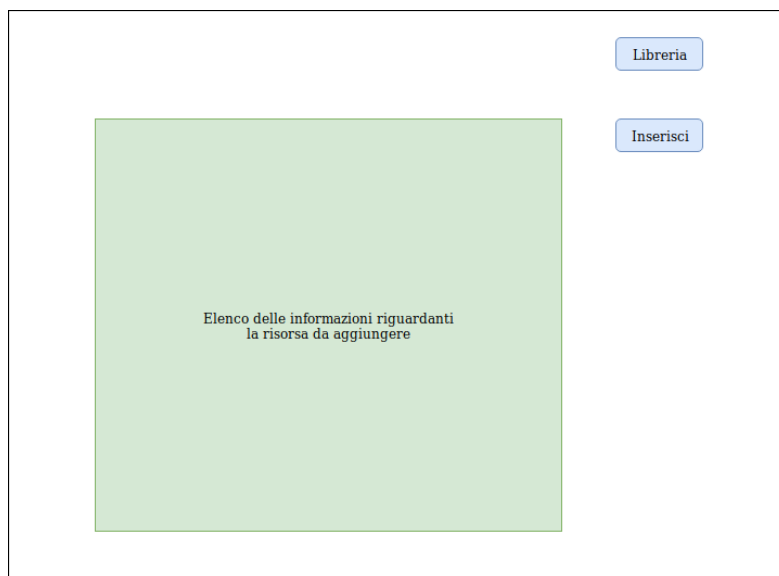 Libreria
Inserisci
Elenco delle informazioni riguardanti
la risorsa da aggiungere